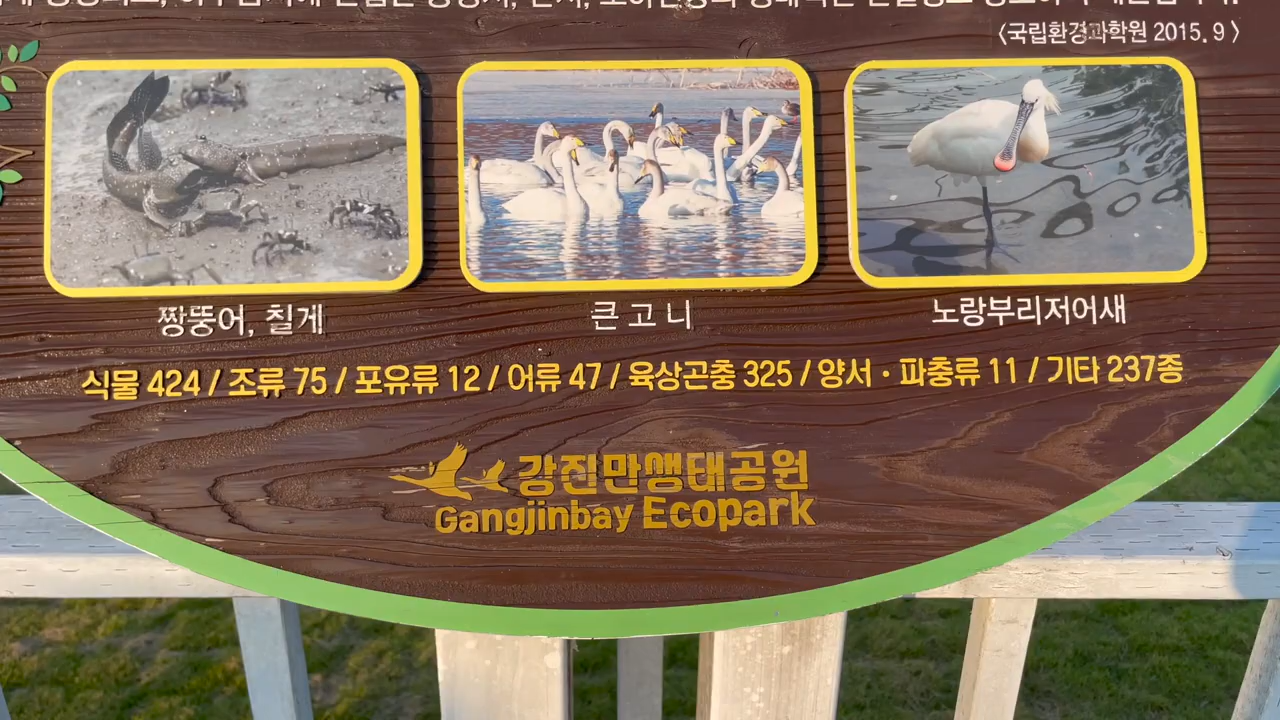 〈국립환경과학원 2015. 9〉
짱뚱어, 칠게
큰고니
노랑부리저어새
식물 424 / 조류 75 / 포유류 12 / 어류 47 / 육상곤충 325 / 양서 · 파충류 11 / 기타 237종
강진만생태공원
Gangjinbay Ecopark